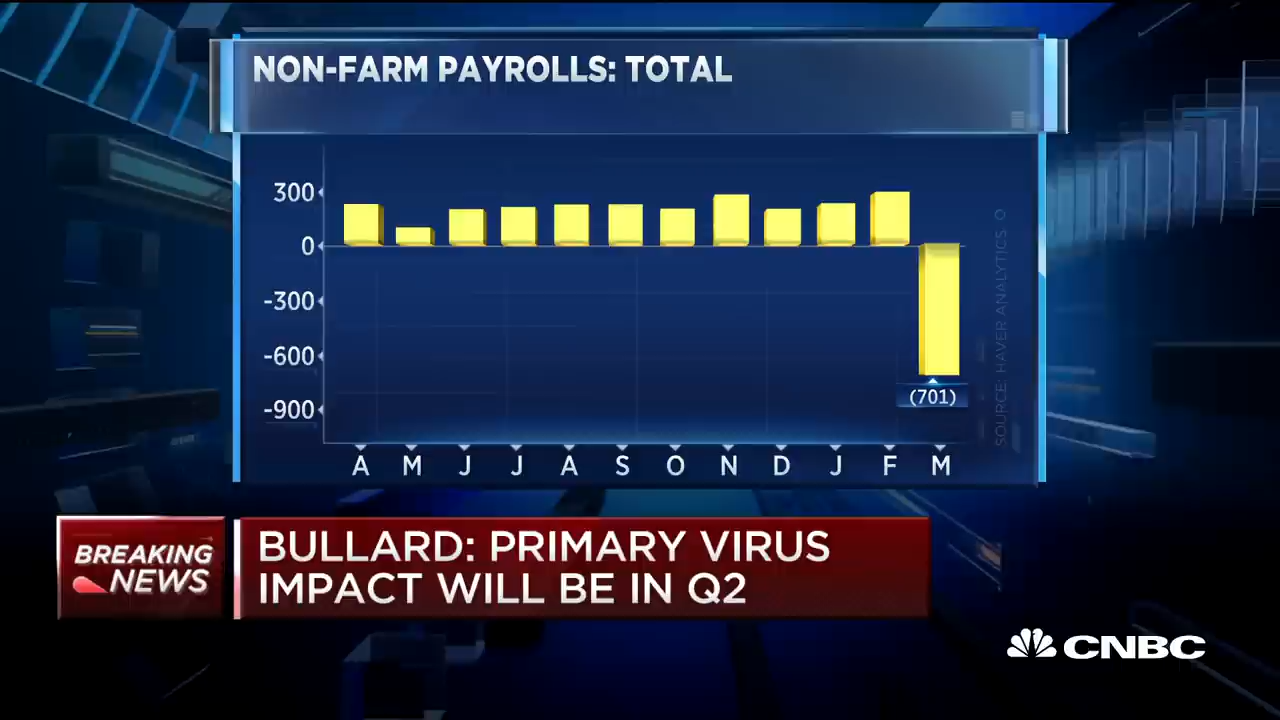 NON-FARM PAYROLLS: TOTAL
300
0
-300
-600
-900
(701)
A M J J A S O N D J F M
SOURCE: HAVER ANALYTICS
BREAKING
NEWS
BULLARD: PRIMARY VIRUS
IMPACT WILL BE IN Q2
CNBC